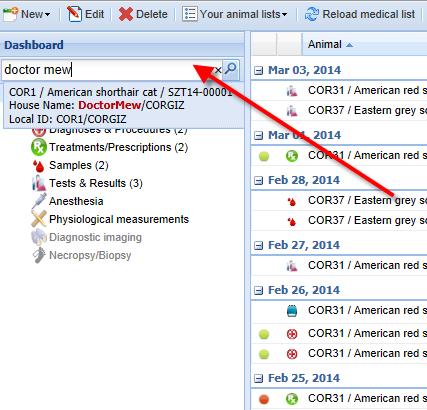 New Edit Delete Your animal lists Reload medical list
Dashboard
doctor mew
COR1 / American shorthair cat / SZT14-00001
House Name: DoctorMew/CORGIZ
Local ID: COR1/CORGIZ
Diagnoses & Procedures (2)
Treatments/Prescriptions (2)
Samples (2)
Tests & Results (3)
Anesthesia
Physiological measurements
Diagnostic imaging
Necropsy/Biopsy
Animal
Mar 03, 2014
COR31 / American red s
COR37 / Eastern grey so
Mar 01, 2014
COR31 / American red s
Feb 28, 2014
COR37 / Eastern grey so
COR37 / Eastern grey so
Feb 27, 2014
COR31 / American red s
Feb 26, 2014
COR31 / American red s
COR31 / American red s
COR31 / American red s
Feb 25, 2014
COR31 / American red s